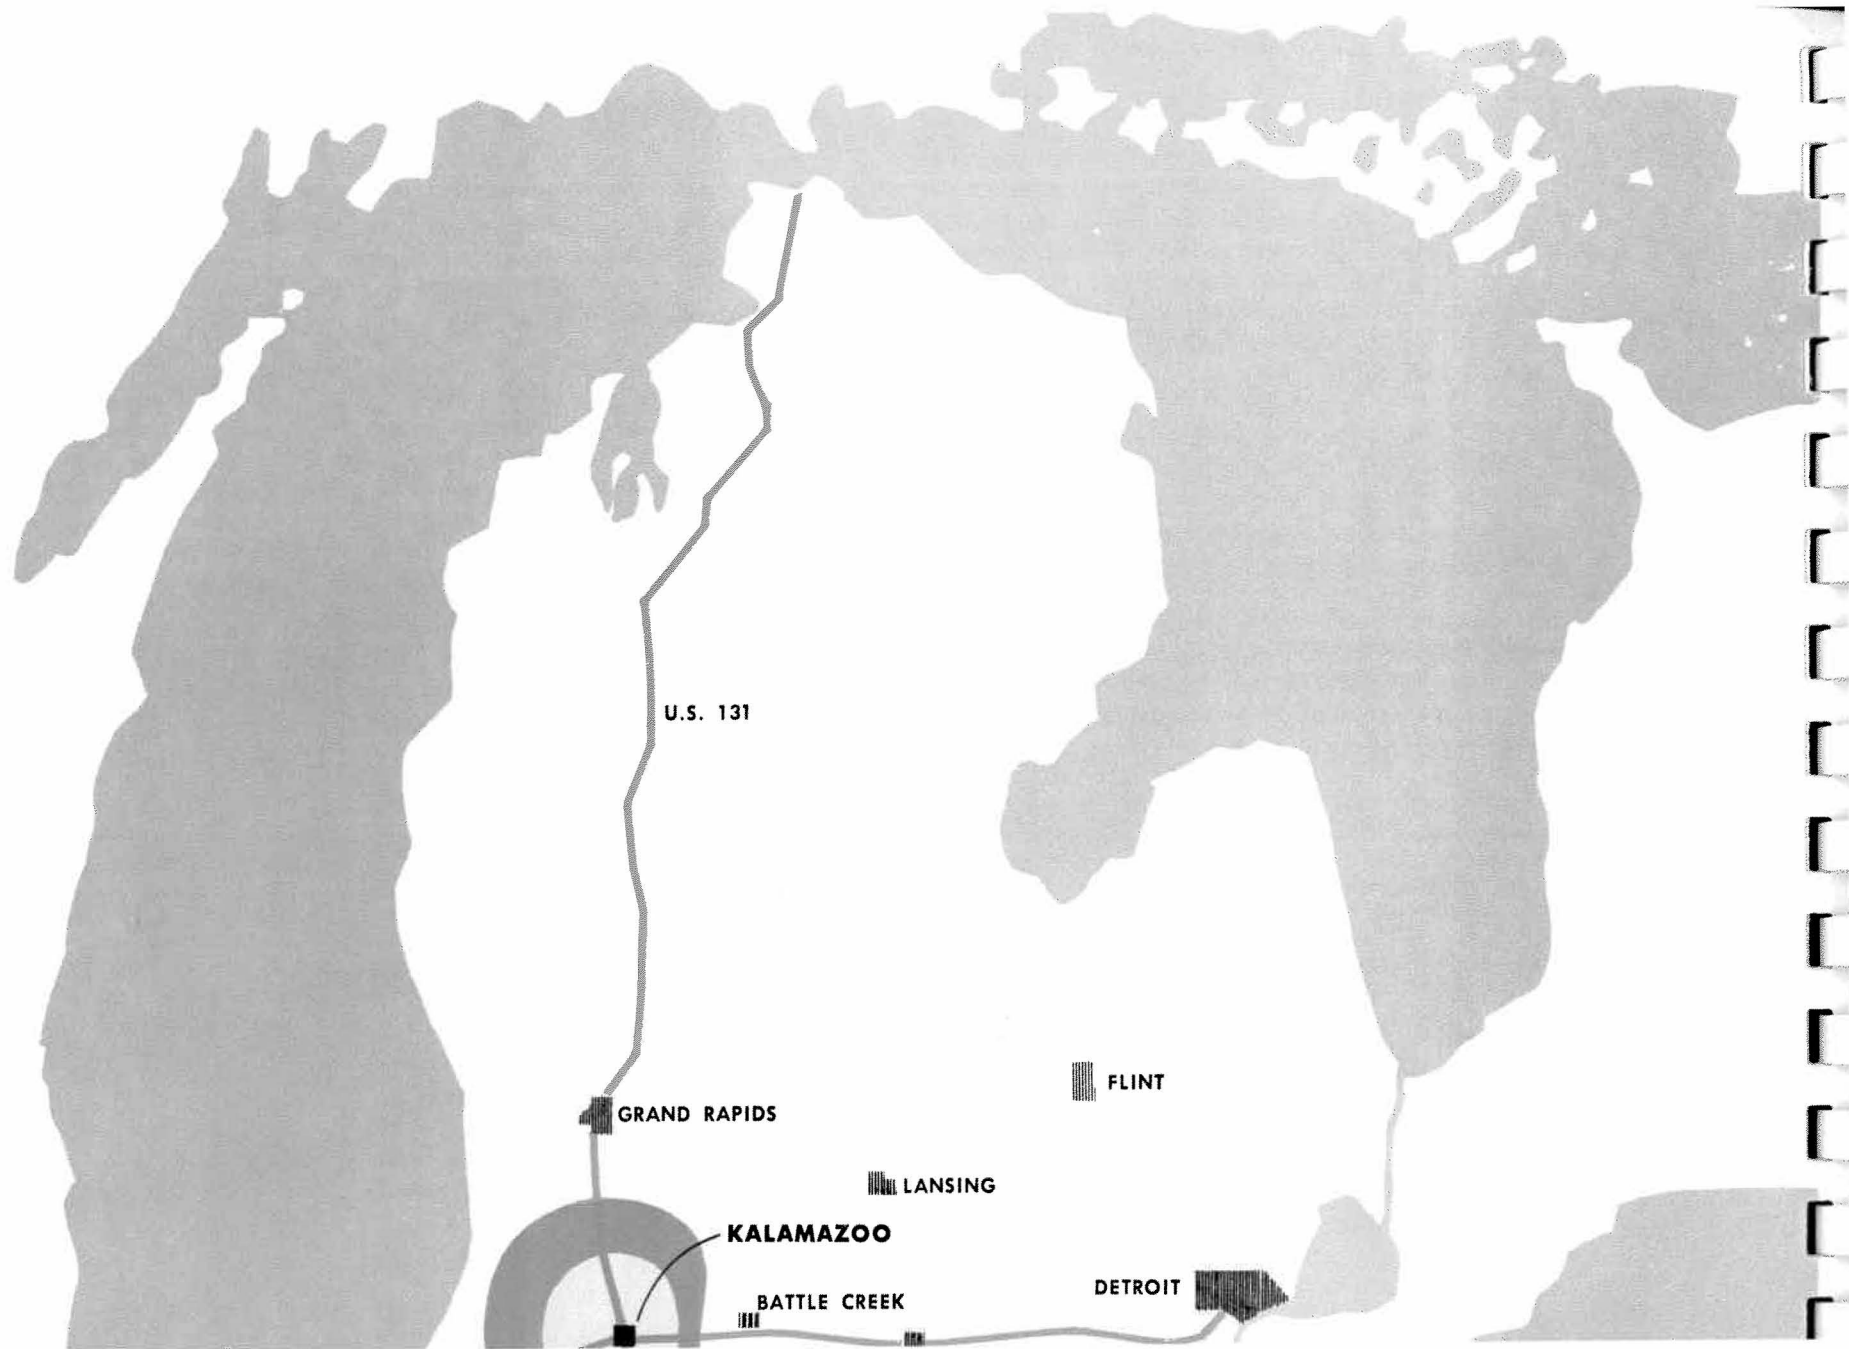 U.S. 131
FLINT
GRAND RAPIDS
LANSING
KALAMAZOO
DETROIT
BATTLE CREEK